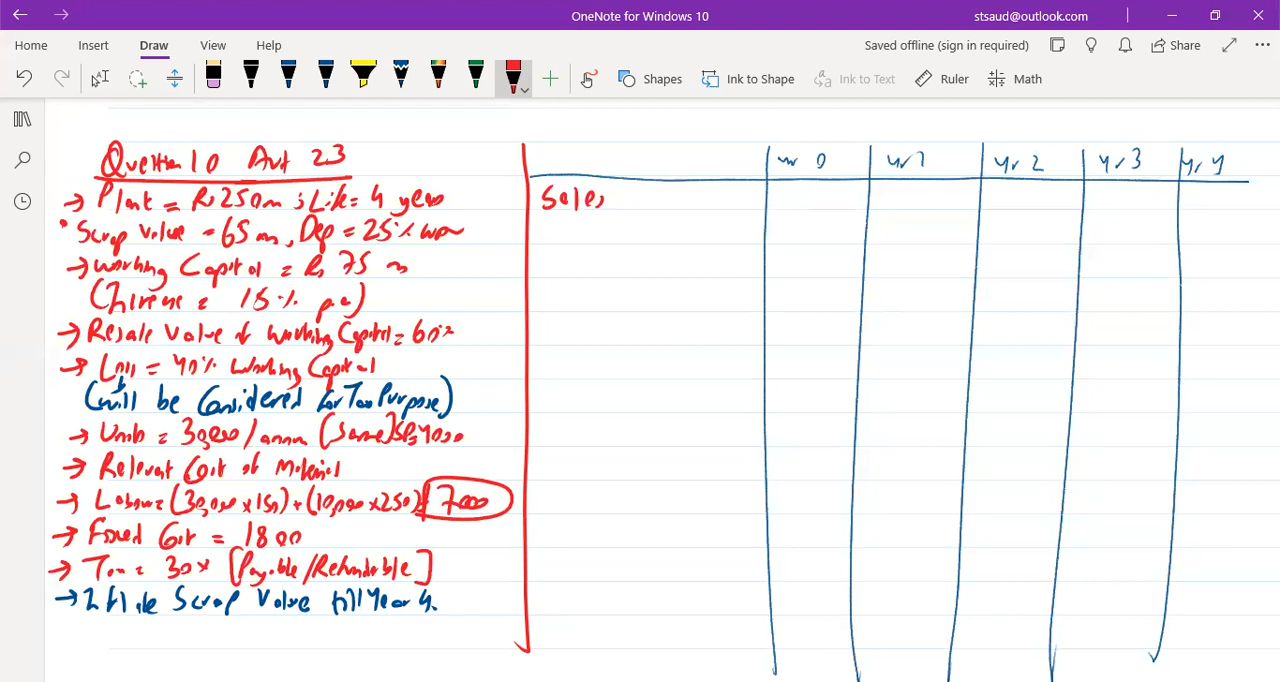 OneNote for Windows 10
stsaud@outlook.com
Home Insert Draw View Help
Saved offline (sign in required) Share
Shapes Ink to Shape Ink to Text Ruler Math
Question 10 Aut 23
→ Plant = Rs 250m ; Life = 4 years
• Scrap Value = 65 m, Dep = 25%
→ Working Capital = Rs 75 m
( = 15% p.a)
→ Resale Value of Working Capital = 60%
→ Loss = 40% Working Capital
(will be Considered for Tax Purpose)
→ Units = 30,000/annum (Same)
→ Relevant Cost of Material
→ Labour = (30,000 x 150) + (10,000 x 250) 7000
→ Fixed Cost = 1800
→ Tax = 30% [Payable/Refundable]
→ Inflate Scrap Value till Year 4.
yr 0 yr 1 yr 2 yr 3 yr 4
Sales